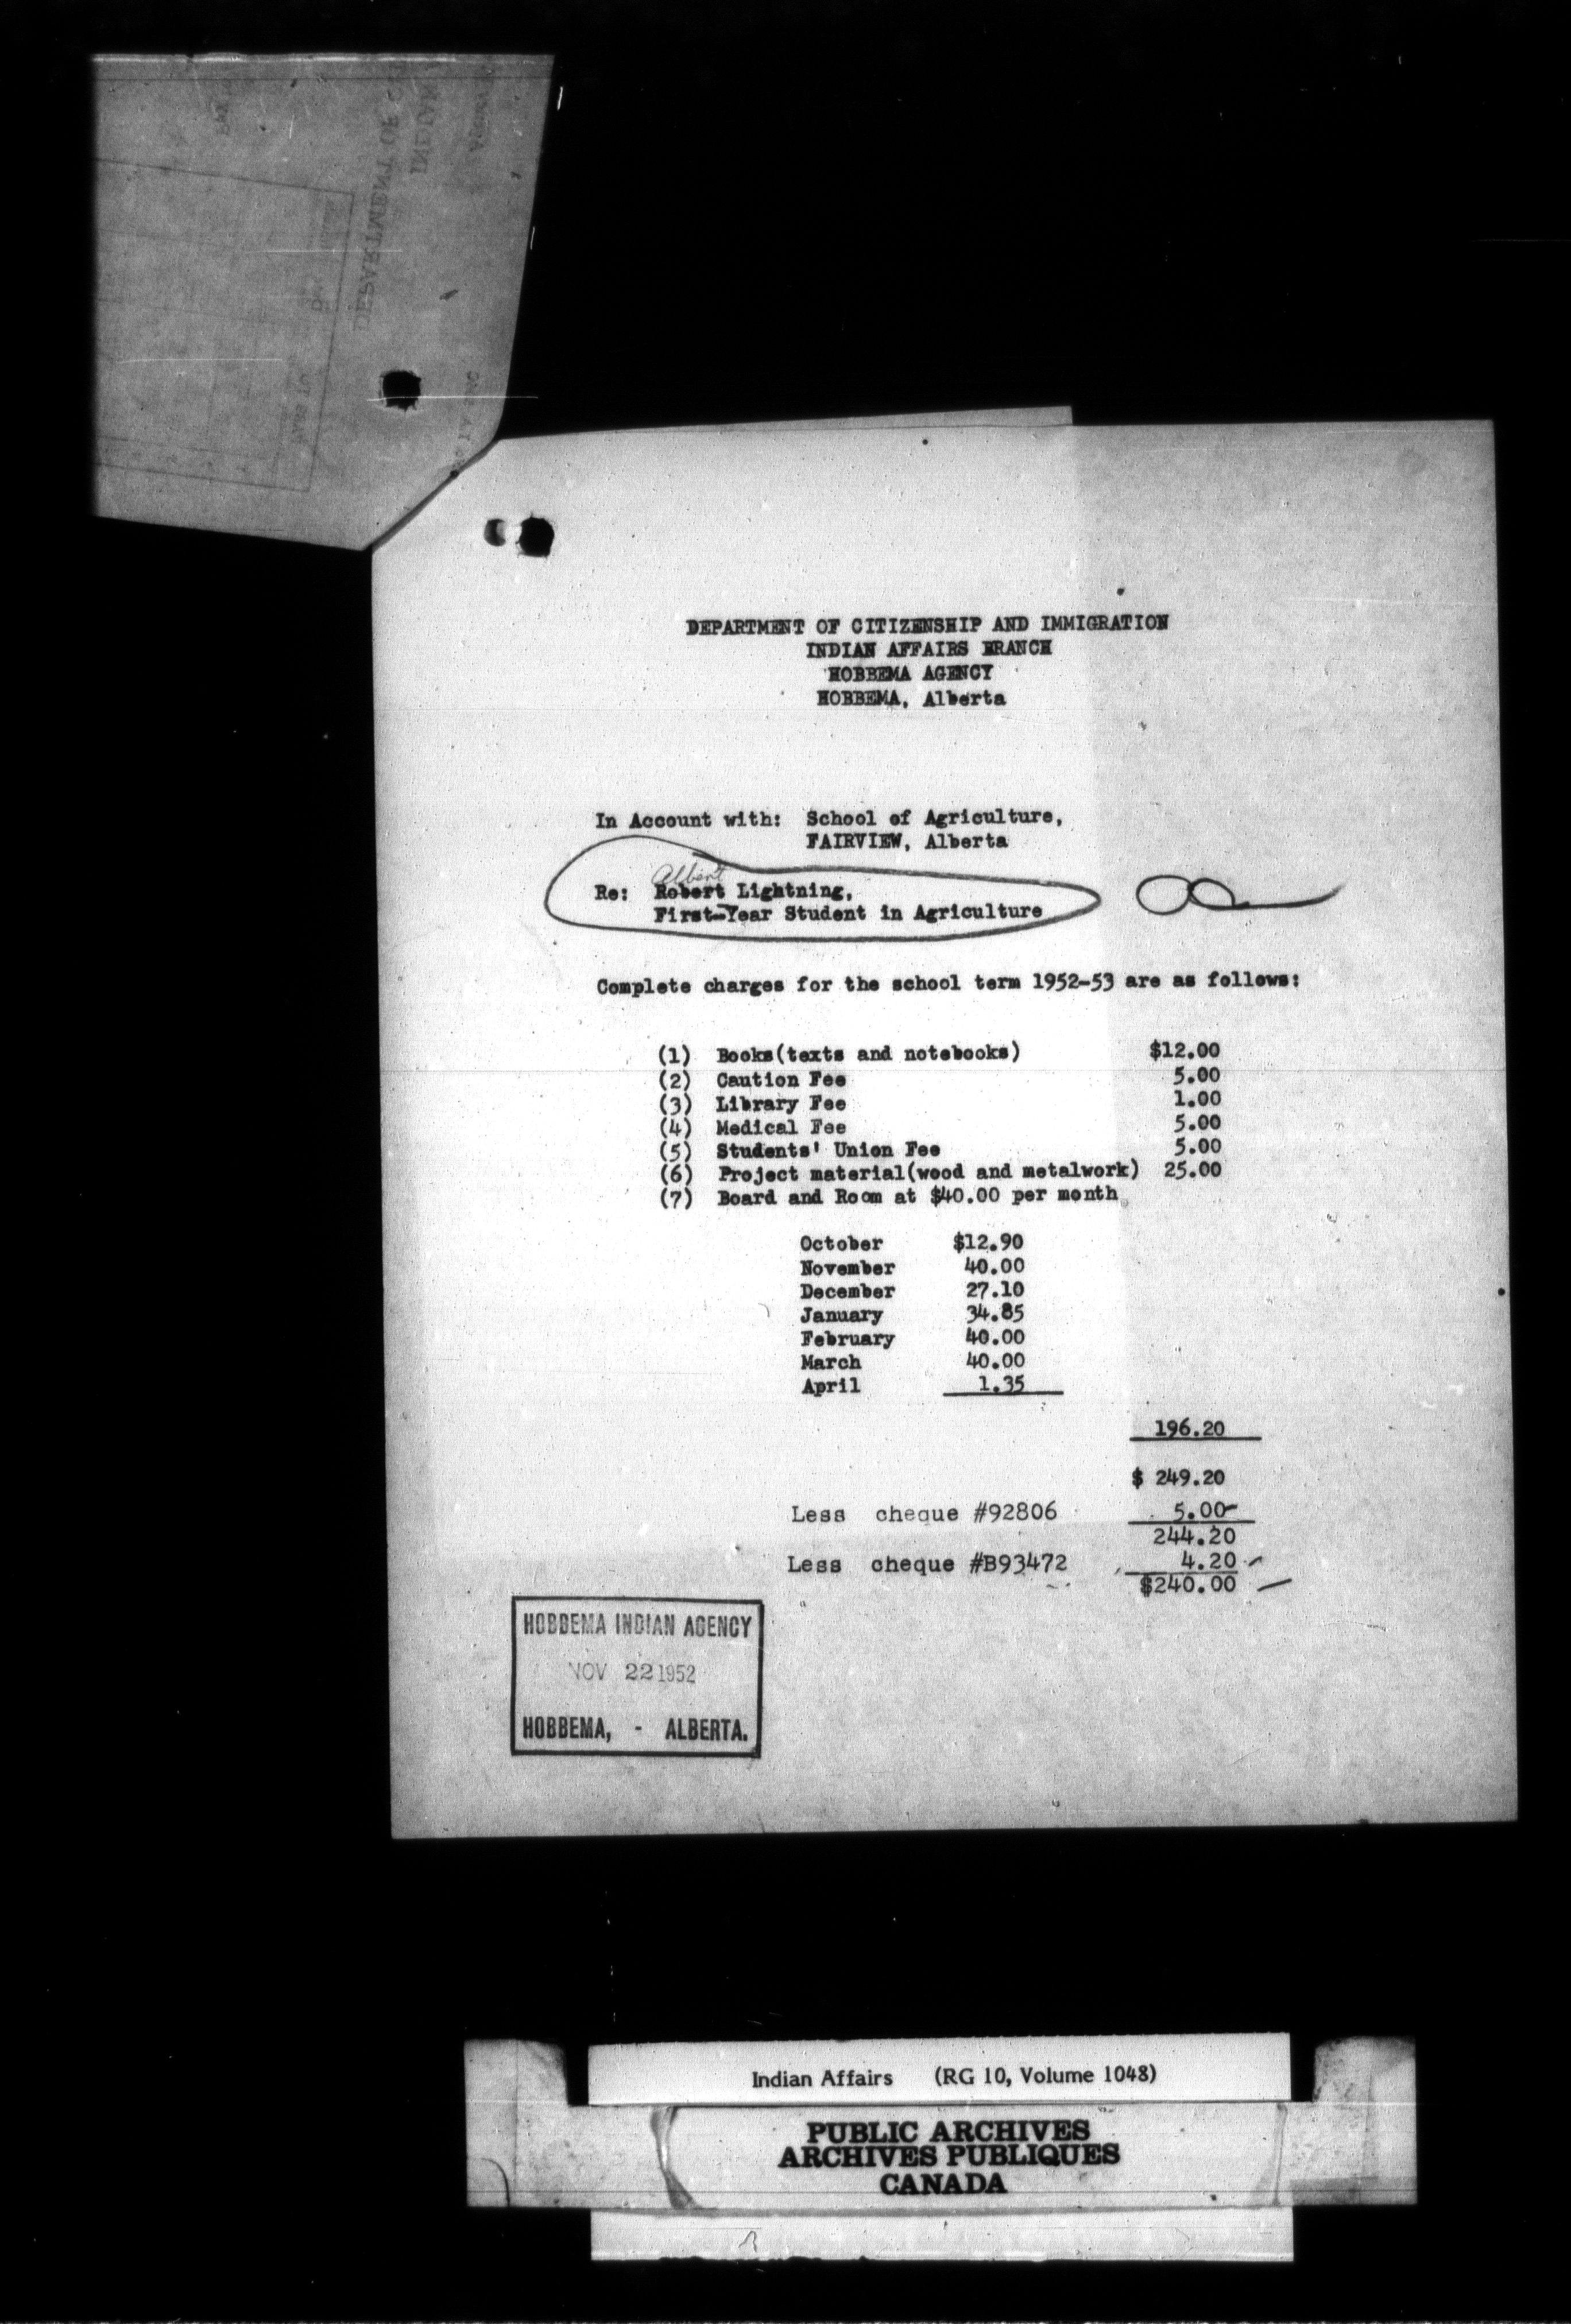 DEPARTMENT OF C
INDIAN
DEPARTMENT OF CITIZENSHIP AND IMMIGRATION
INDIAN AFFAIRS BRANCH
HOBBEMA AGENCY
HOBBEMA, Alberta
In Account with: School of Agriculture,
FAIRVIEW, Alberta
Albert
Re: Robert Lightning,
First-Year Student in Agriculture
Complete charges for the school term 1952-53 are as follows:
(1) Books(texts and notebooks) $12.00
(2) Caution Fee 5.00
(3) Library Fee 1.00
(4) Medical Fee 5.00
(5) Students' Union Fee 5.00
(6) Project material(wood and metalwork) 25.00
(7) Board and Room at $40.00 per month
October $12.90
November 40.00
December 27.10
January 34.85
February 40.00
March 40.00
April 1.35
196.20
$ 249.20
Less cheque #92806 5.00
244.20
Less cheque #B93472 4.20
$240.00
HOBBEMA INDIAN AGENCY
NOV 22 1952
HOBBEMA, - ALBERTA.
Indian Affairs (RG 10, Volume 1048)
PUBLIC ARCHIVES
ARCHIVES PUBLIQUES
CANADA